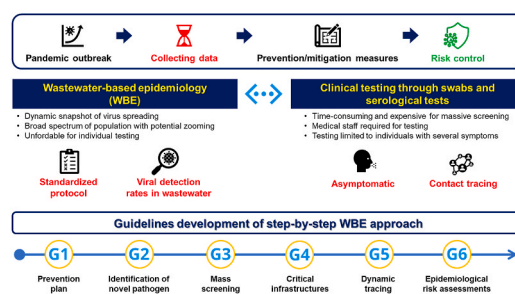 Pandemic outbreak
Collecting data
Prevention/mitigation measures
Risk control
Wastewater-based epidemiology
(WBE)
• Dynamic snapshot of virus spreading
• Broad spectrum of population with potential zooming
• Unfordable for individual testing
Standardized
protocol
Viral detection
rates in wastewater
Clinical testing through swabs and
serological tests
• Time-consuming and expensive for massive screening
• Medical staff required for testing
• Testing limited to individuals with several symptoms
Asymptomatic
Contact tracing
Guidelines development of step-by-step WBE approach
G1
G2
G3
G4
G5
G6
Prevention
plan
Identification of
novel pathogen
Mass
screening
Critical
infrastructures
Dynamic
tracing
Epidemiological
risk assessments